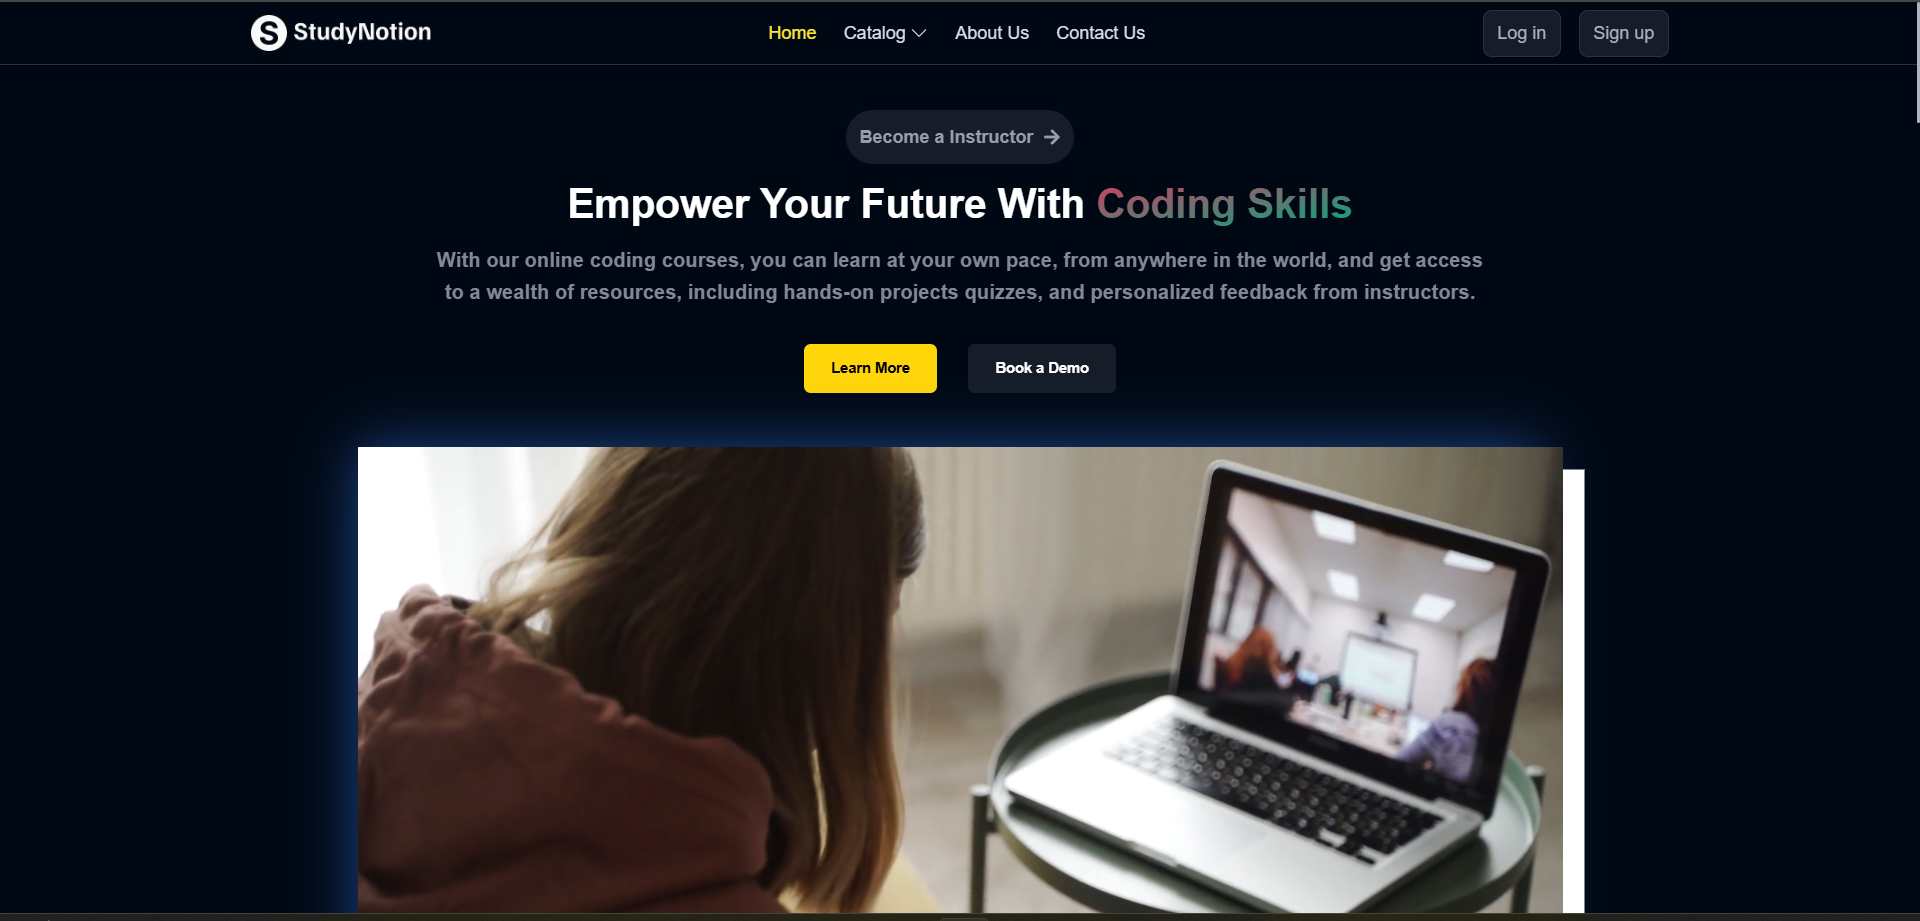 StudyNotion
Home
Catalog
About Us
Contact Us
Log in
Sign up
Become a Instructor
Empower Your Future With Coding Skills
With our online coding courses, you can learn at your own pace, from anywhere in the world, and get access
to a wealth of resources, including hands-on projects quizzes, and personalized feedback from instructors.
Learn More
Book a Demo